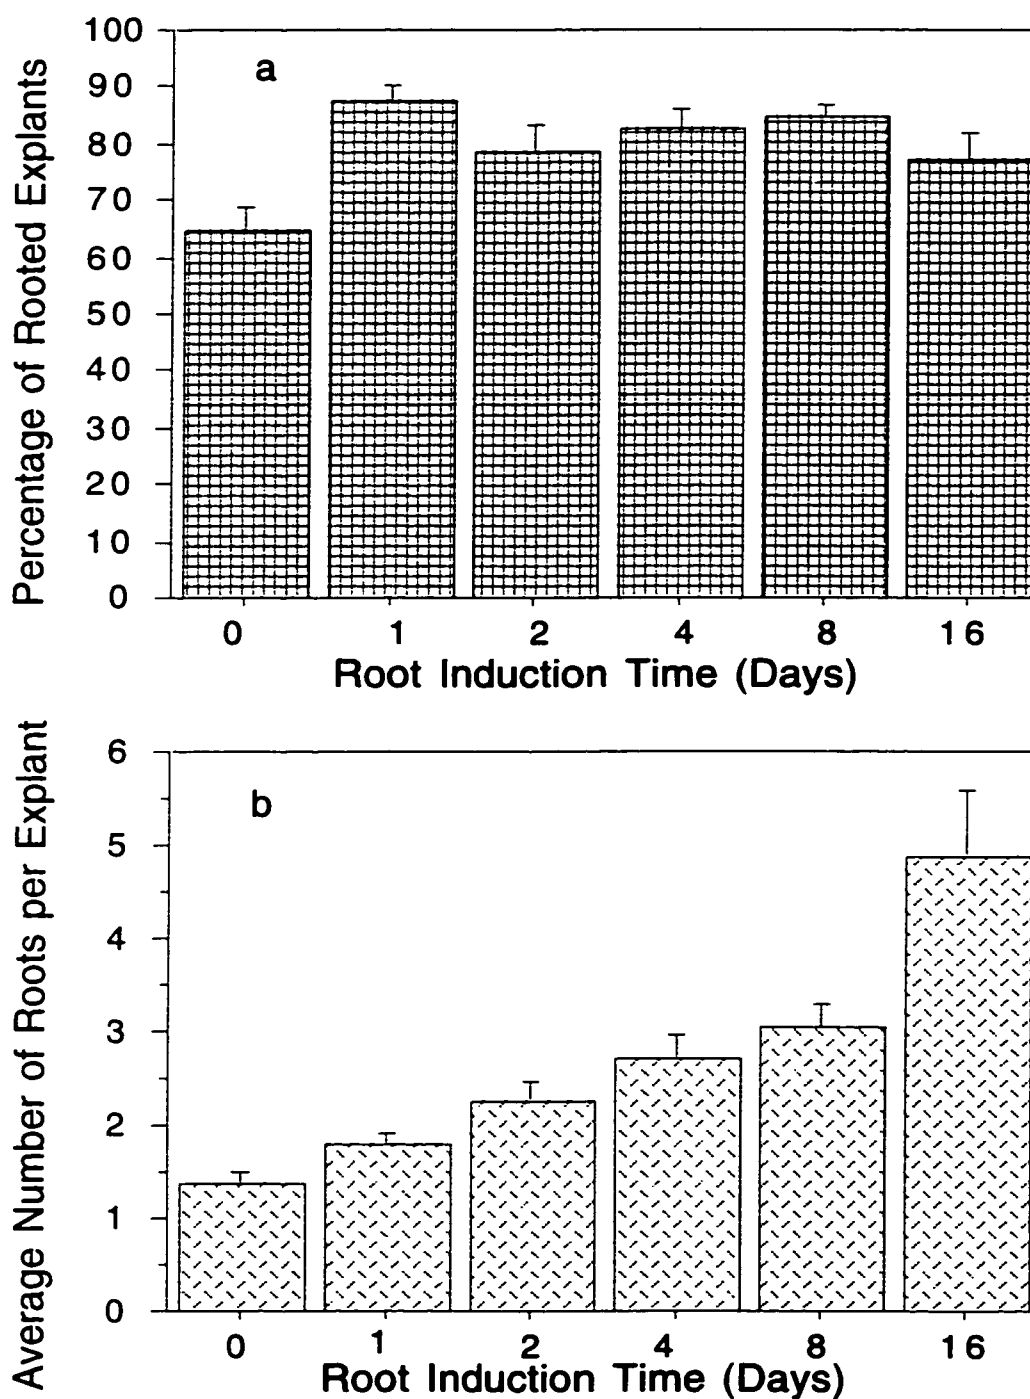 Percentage of Rooted Explants
100
90
80
70
60
50
40
30
20
10
0
a
0 1 2 4 8 16
Root Induction Time (Days)
Average Number of Roots per Explant
6
5
4
3
2
1
0
b
0 1 2 4 8 16
Root Induction Time (Days)